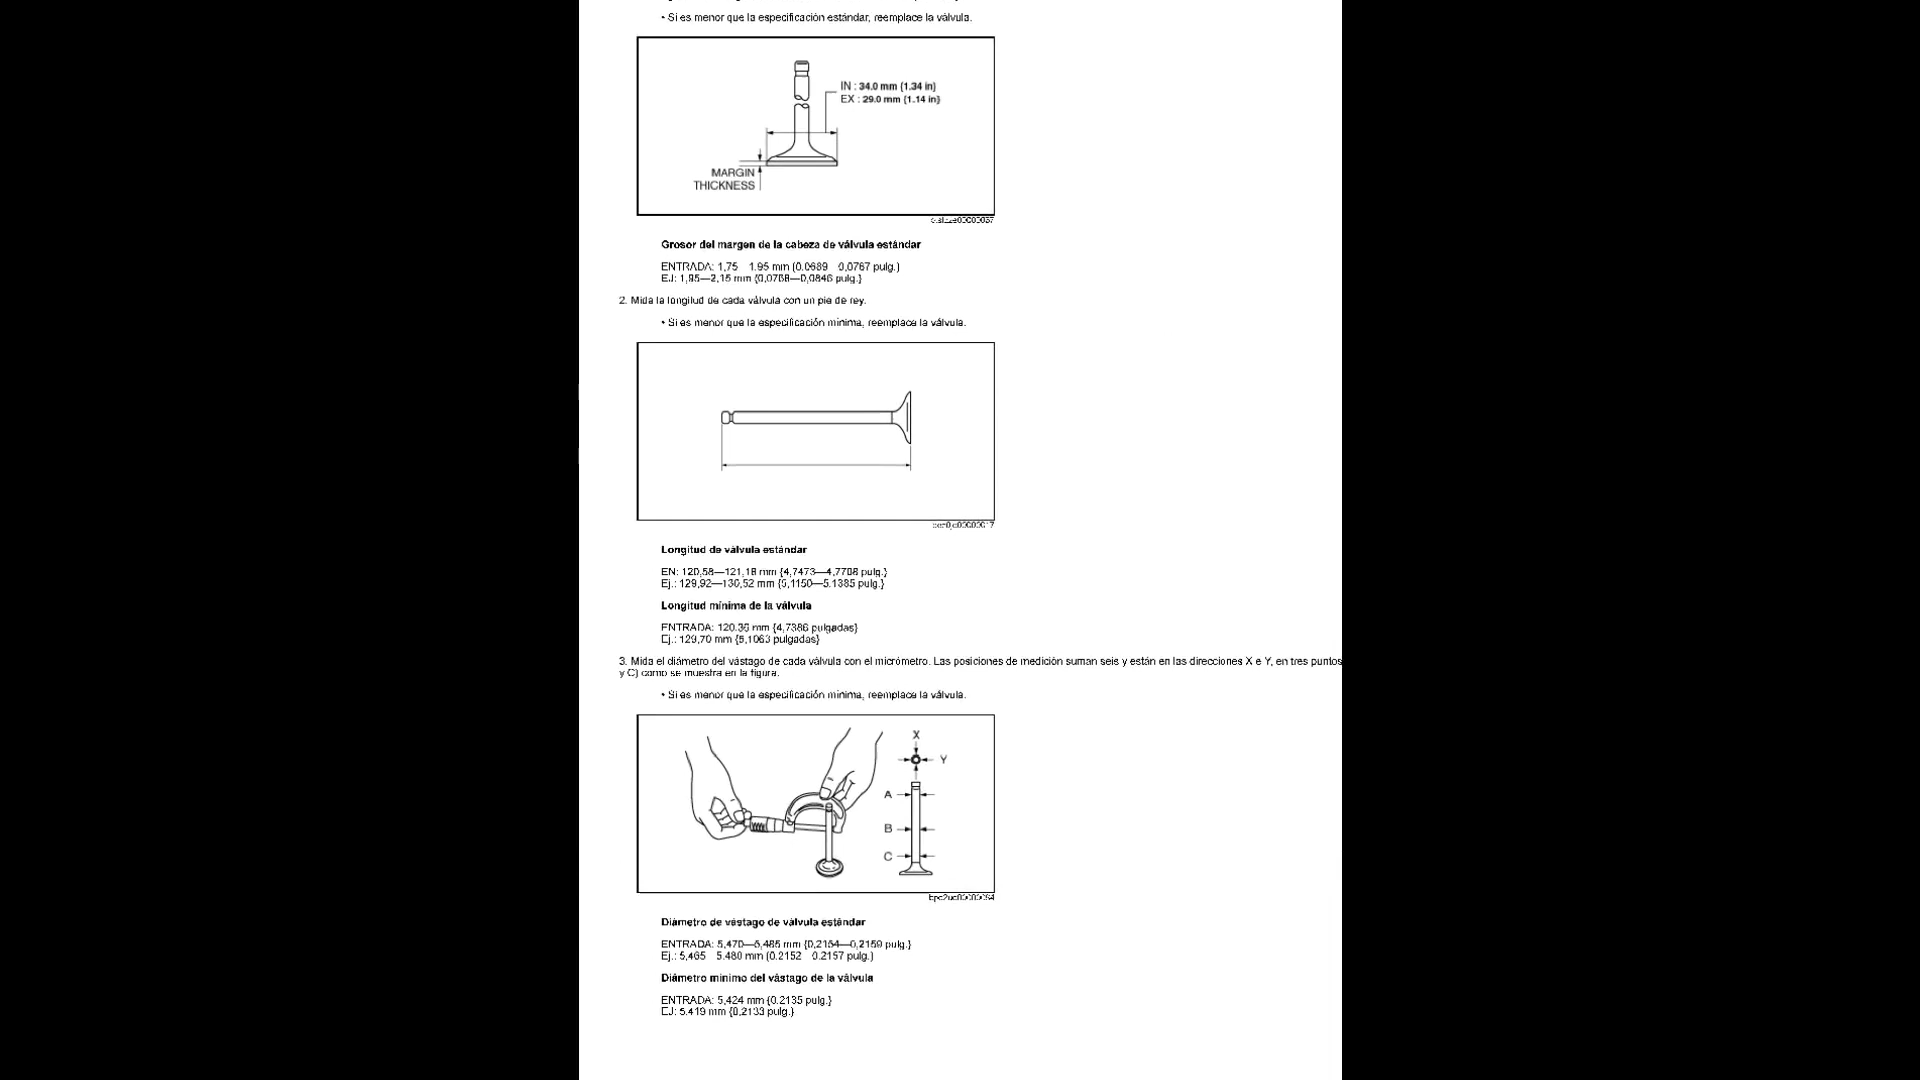 • Si es menor que la especificación estándar, reemplace la válvula.
IN : 34.0 mm {1.34 in}
EX : 29.0 mm {1.14 in}
MARGIN
THICKNESS
Grosor del margen de la cabeza de válvula estándar
ENTRADA: 1,75 1.95 mm {0.0689 0,0767 pulg.}
EJ: 1,95—2,15 mm {0,0768—0,0846 pulg.}
2. Mida la longitud de cada válvula con un pie de rey.
• Si es menor que la especificación mínima, reemplace la válvula.
Longitud de válvula estándar
EN: 120,58—121,18 mm {4,7473—4,7708 pulg.}
Ej.: 129,92—130,52 mm {5,1150—5.1385 pulg.}
Longitud mínima de la válvula
ENTRADA: 120.36 mm {4,7386 pulgadas}
Ej.: 129,70 mm {5,1063 pulgadas}
3. Mida el diámetro del vástago de cada válvula con el micrómetro. Las posiciones de medición suman seis y están en las direcciones X e Y, en tres puntos
y C) como se muestra en la figura.
• Si es menor que la especificación mínima, reemplace la válvula.
X
Y
A
B
C
Diámetro de vástago de válvula estándar
ENTRADA: 5,470—5,485 mm {0,2154—0,2159 pulg.}
Ej.: 5,465 5.480 mm {0.2152 0.2157 pulg.}
Diámetro mínimo del vástago de la válvula
ENTRADA: 5,424 mm {0.2135 pulg.}
EJ: 5.419 mm {0,2133 pulg.}